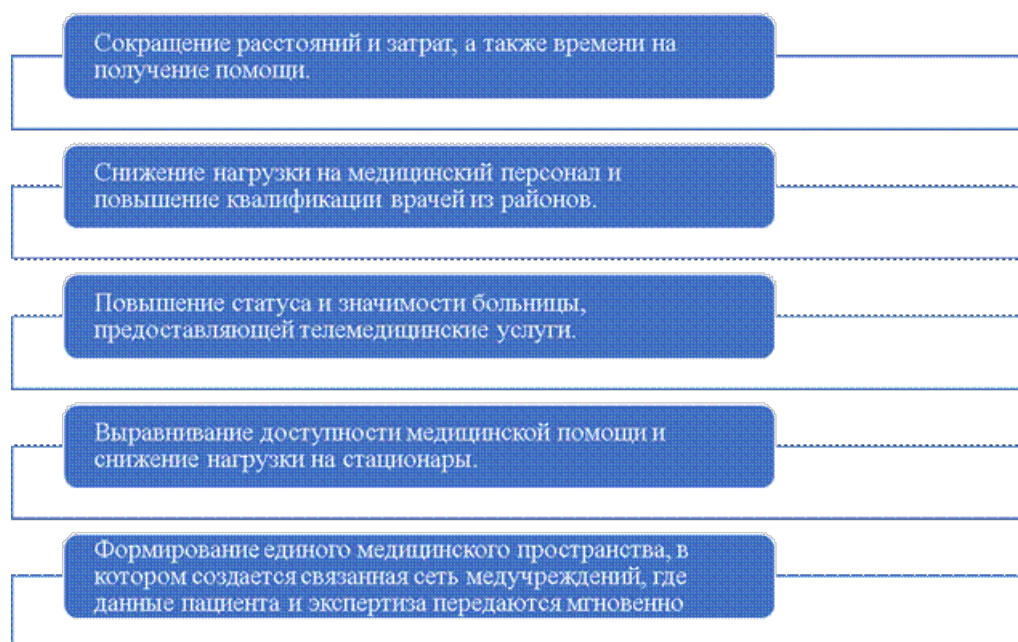 Сокращение расстояний и затрат, а также времени на
получение помощи.
Снижение нагрузки на медицинский персонал и
повышение квалификации врачей из районов.
Повышение статуса и значимости больницы,
предоставляющей телемедицинские услуги.
Выравнивание доступности медицинской помощи и
снижение нагрузки на стационары.
Формирование единого медицинского пространства, в
котором создается связанная сеть медучреждений, где
данные пациента и экспертиза передаются мгновенно